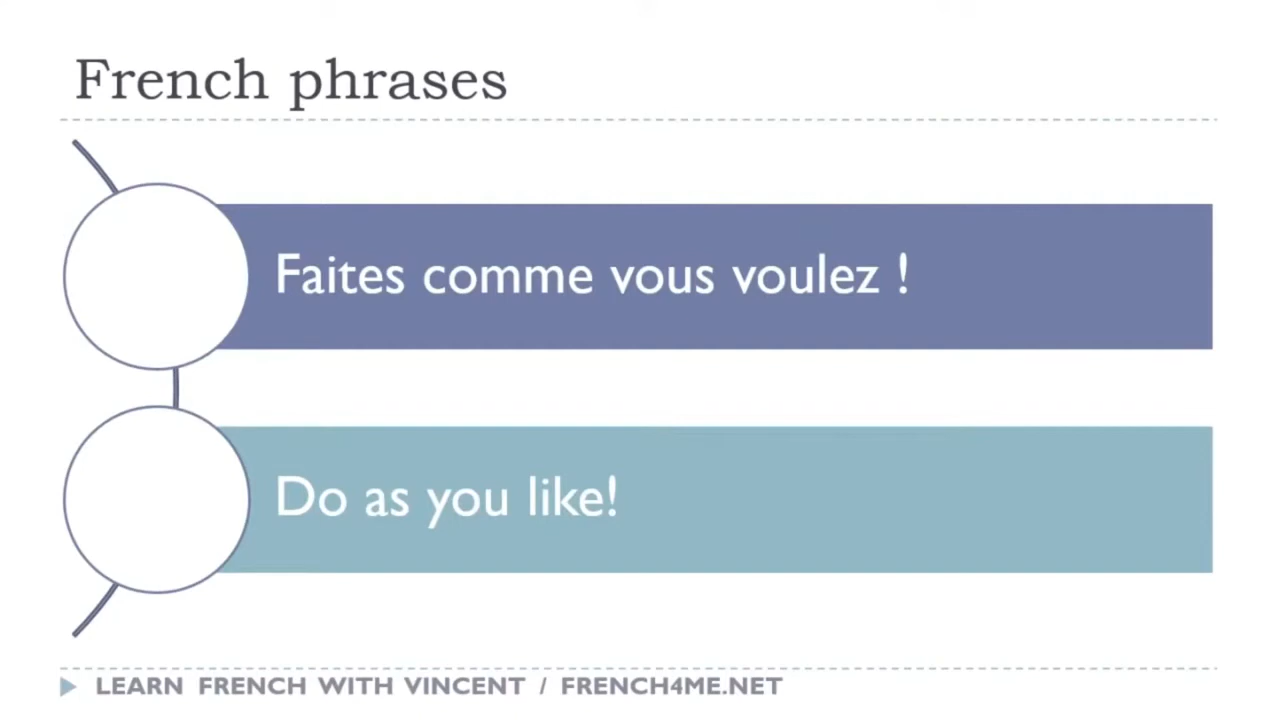 French phrases
Faites comme vous voulez !
Do as you like!
LEARN FRENCH WITH VINCENT / FRENCH4ME.NET